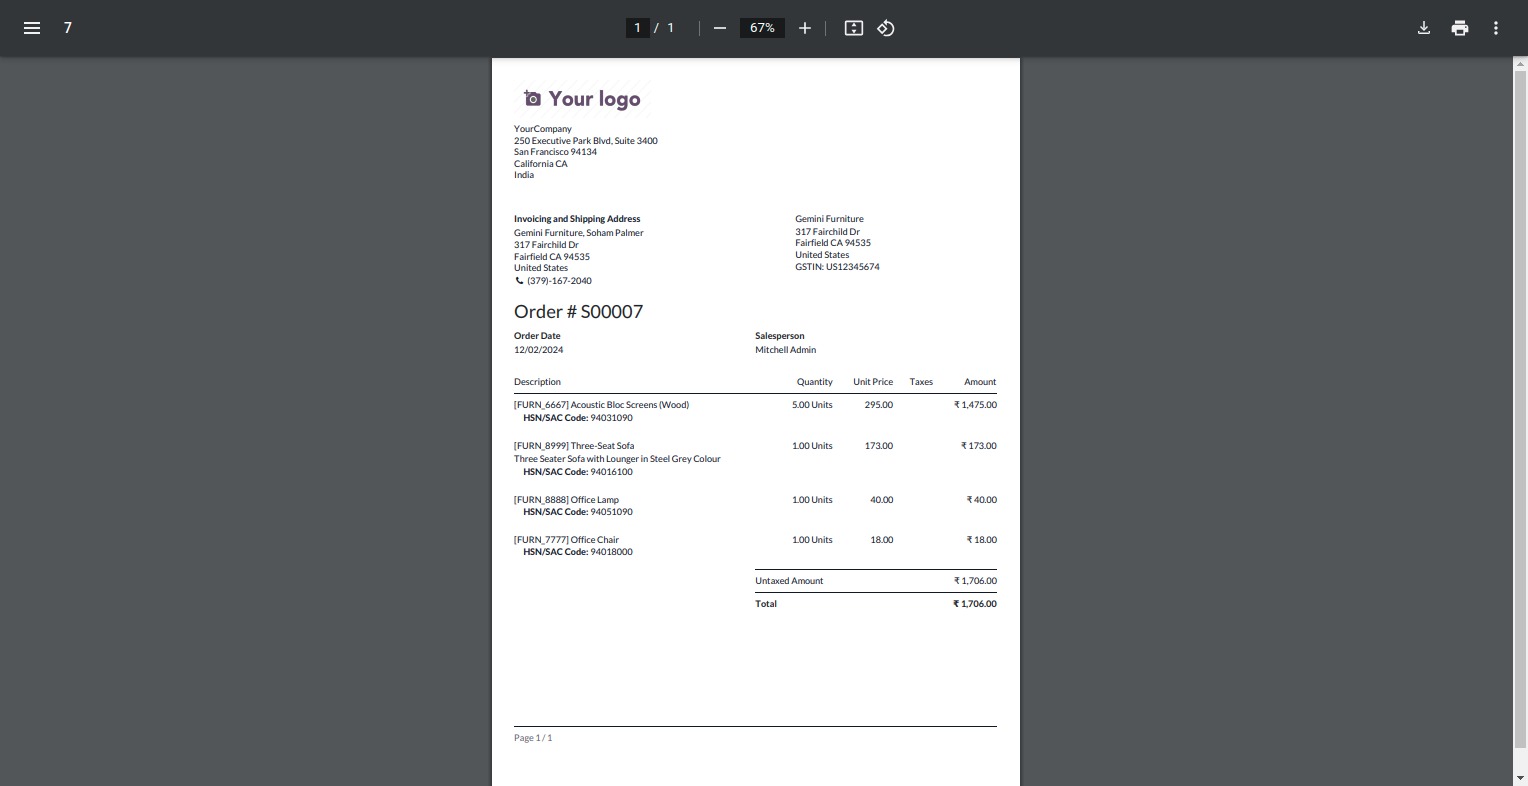 7
1 / 1
67%
Your logo
YourCompany
250 Executive Park Blvd, Suite 3400
San Francisco 94134
California CA
India
Invoicing and Shipping Address
Gemini Furniture, Soham Palmer
317 Fairchild Dr
Fairfield CA 94535
United States
(379)-167-2040
Gemini Furniture
317 Fairchild Dr
Fairfield CA 94535
United States
GSTIN: US12345674
Order # S00007
Order Date Salesperson
12/02/2024 Mitchell Admin
Description Quantity Unit Price Taxes Amount
[FURN_6667] Acoustic Bloc Screens (Wood) 5.00 Units 295.00 ₹ 1,475.00
HSN/SAC Code: 94031090
[FURN_8999] Three-Seat Sofa 1.00 Units 173.00 ₹ 173.00
Three Seater Sofa with Lounger in Steel Grey Colour
HSN/SAC Code: 94016100
[FURN_8888] Office Lamp 1.00 Units 40.00 ₹ 40.00
HSN/SAC Code: 94051090
[FURN_7777] Office Chair 1.00 Units 18.00 ₹ 18.00
HSN/SAC Code: 94018000
Untaxed Amount ₹ 1,706.00
Total ₹ 1,706.00
Page 1 / 1